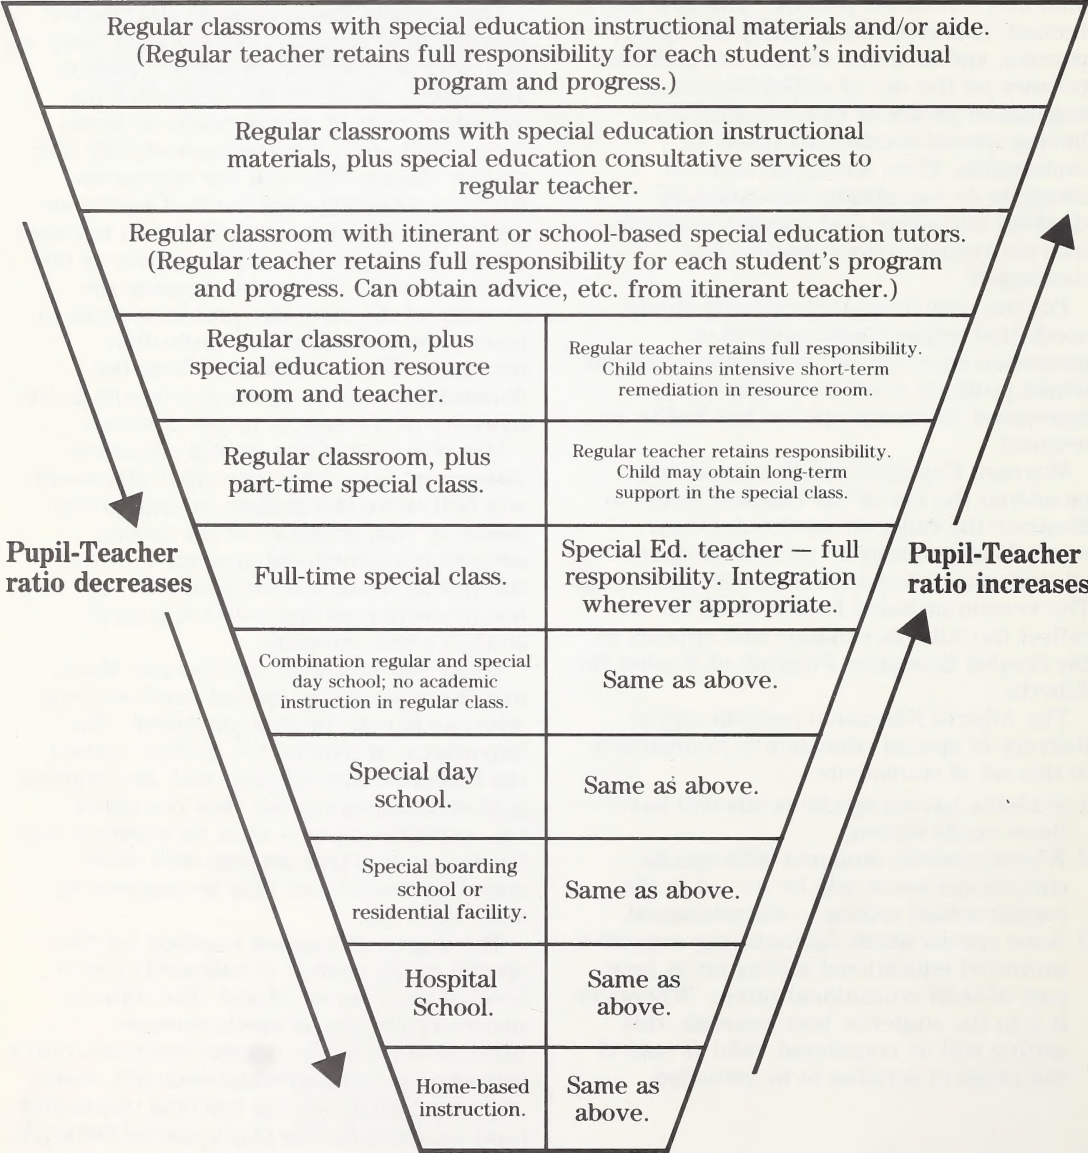 Regular classrooms with special education instructional materials and/or aide.
(Regular teacher retains full responsibility for each student's individual
program and progress.)
Regular classrooms with special education instructional
materials, plus special education consultative services to
regular teacher.
Regular classroom with itinerant or school-based special education tutors.
(Regular teacher retains full responsibility for each student's program
and progress. Can obtain advice, etc. from itinerant teacher.)
Regular classroom, plus
special education resource
room and teacher.
Regular teacher retains full responsibility.
Child obtains intensive short-term
remediation in resource room.
Regular classroom, plus
part-time special class.
Regular teacher retains responsibility.
Child may obtain long-term
support in the special class.
Pupil-Teacher
ratio decreases
Full-time special class.
Special Ed. teacher — full
responsibility. Integration
wherever appropriate.
Pupil-Teacher
ratio increases
Combination regular and special
day school; no academic
instruction in regular class.
Same as above.
Special day
school.
Same as above.
Special boarding
school or
residential facility.
Same as above.
Hospital
School.
Same as
above.
Home-based
instruction.
Same as
above.